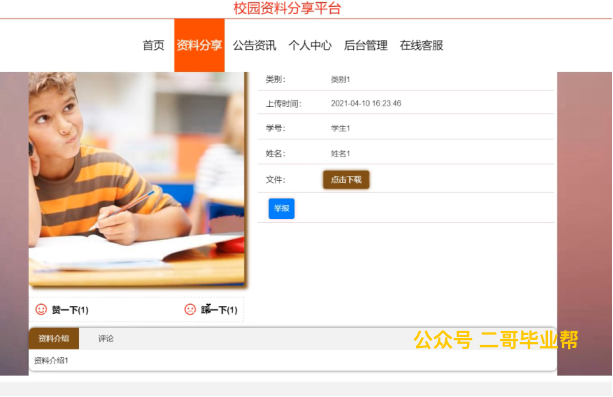 校园资料分享平台
首页 资料分享 公告资讯 个人中心 后台管理 在线客服
类别： 类别1
上传时间： 2021-04-10 16:23:46
学号： 学生1
姓名： 姓名1
文件： 点击下载
举报
赞一下(1) 踩一下(1)
资料介绍 评论
公众号 二哥毕业帮
资料介绍1